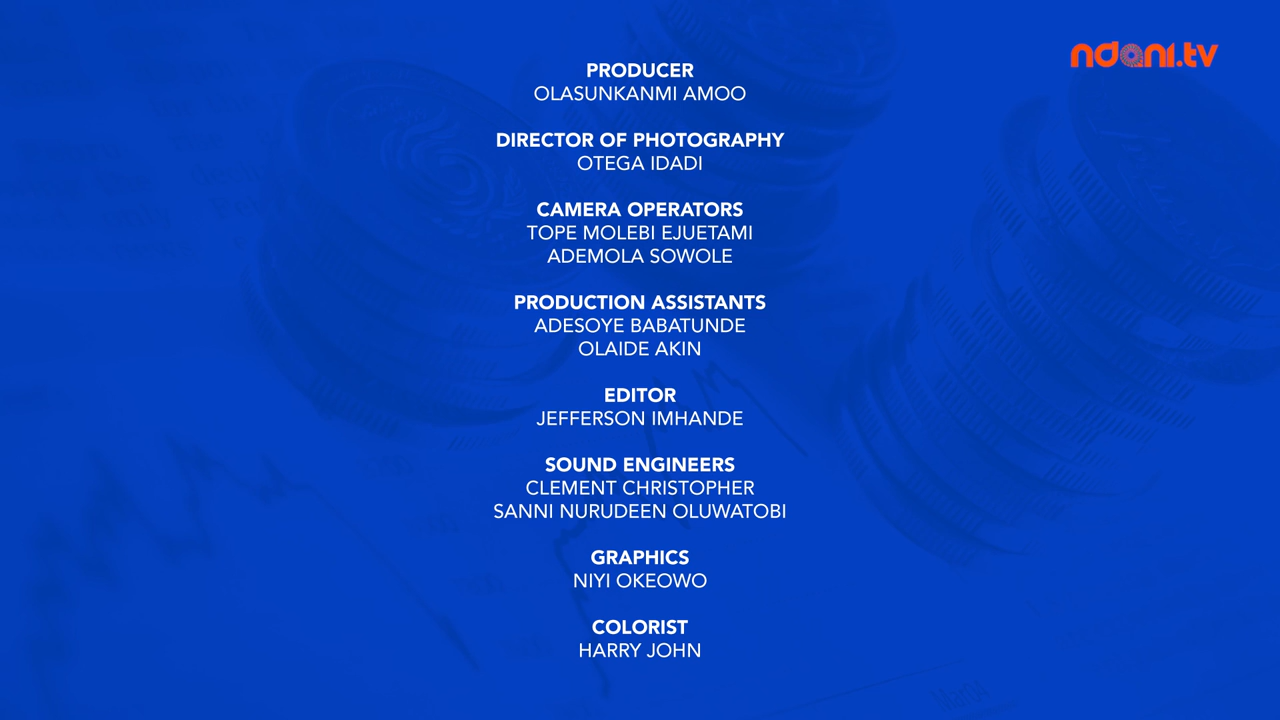 ndani.tv
PRODUCER
OLASUNKANMI AMOO
DIRECTOR OF PHOTOGRAPHY
OTEGA IDADI
CAMERA OPERATORS
TOPE MOLEBI EJUETAMI
ADEMOLA SOWOLE
PRODUCTION ASSISTANTS
ADESOYE BABATUNDE
OLAIDE AKIN
EDITOR
JEFFERSON IMHANDE
SOUND ENGINEERS
CLEMENT CHRISTOPHER
SANNI NURUDEEN OLUWATOBI
GRAPHICS
NIYI OKEOWO
COLORIST
HARRY JOHN